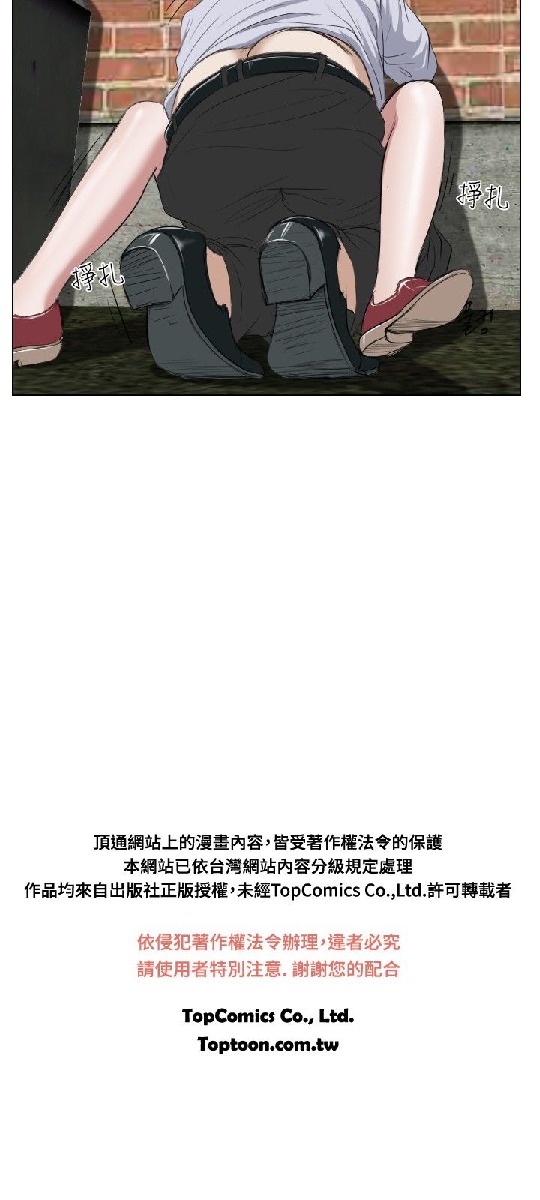 掙扎
掙扎
頂通網站上的漫畫內容,皆受著作權法令的保護
本網站已依台灣網站內容分級規定處理
作品均來自出版社正版授權,未經TopComics Co.,Ltd.許可轉載者
依侵犯著作權法令辦理,違者必究
請使用者特別注意. 謝謝您的配合
TopComics Co., Ltd.
Toptoon.com.tw